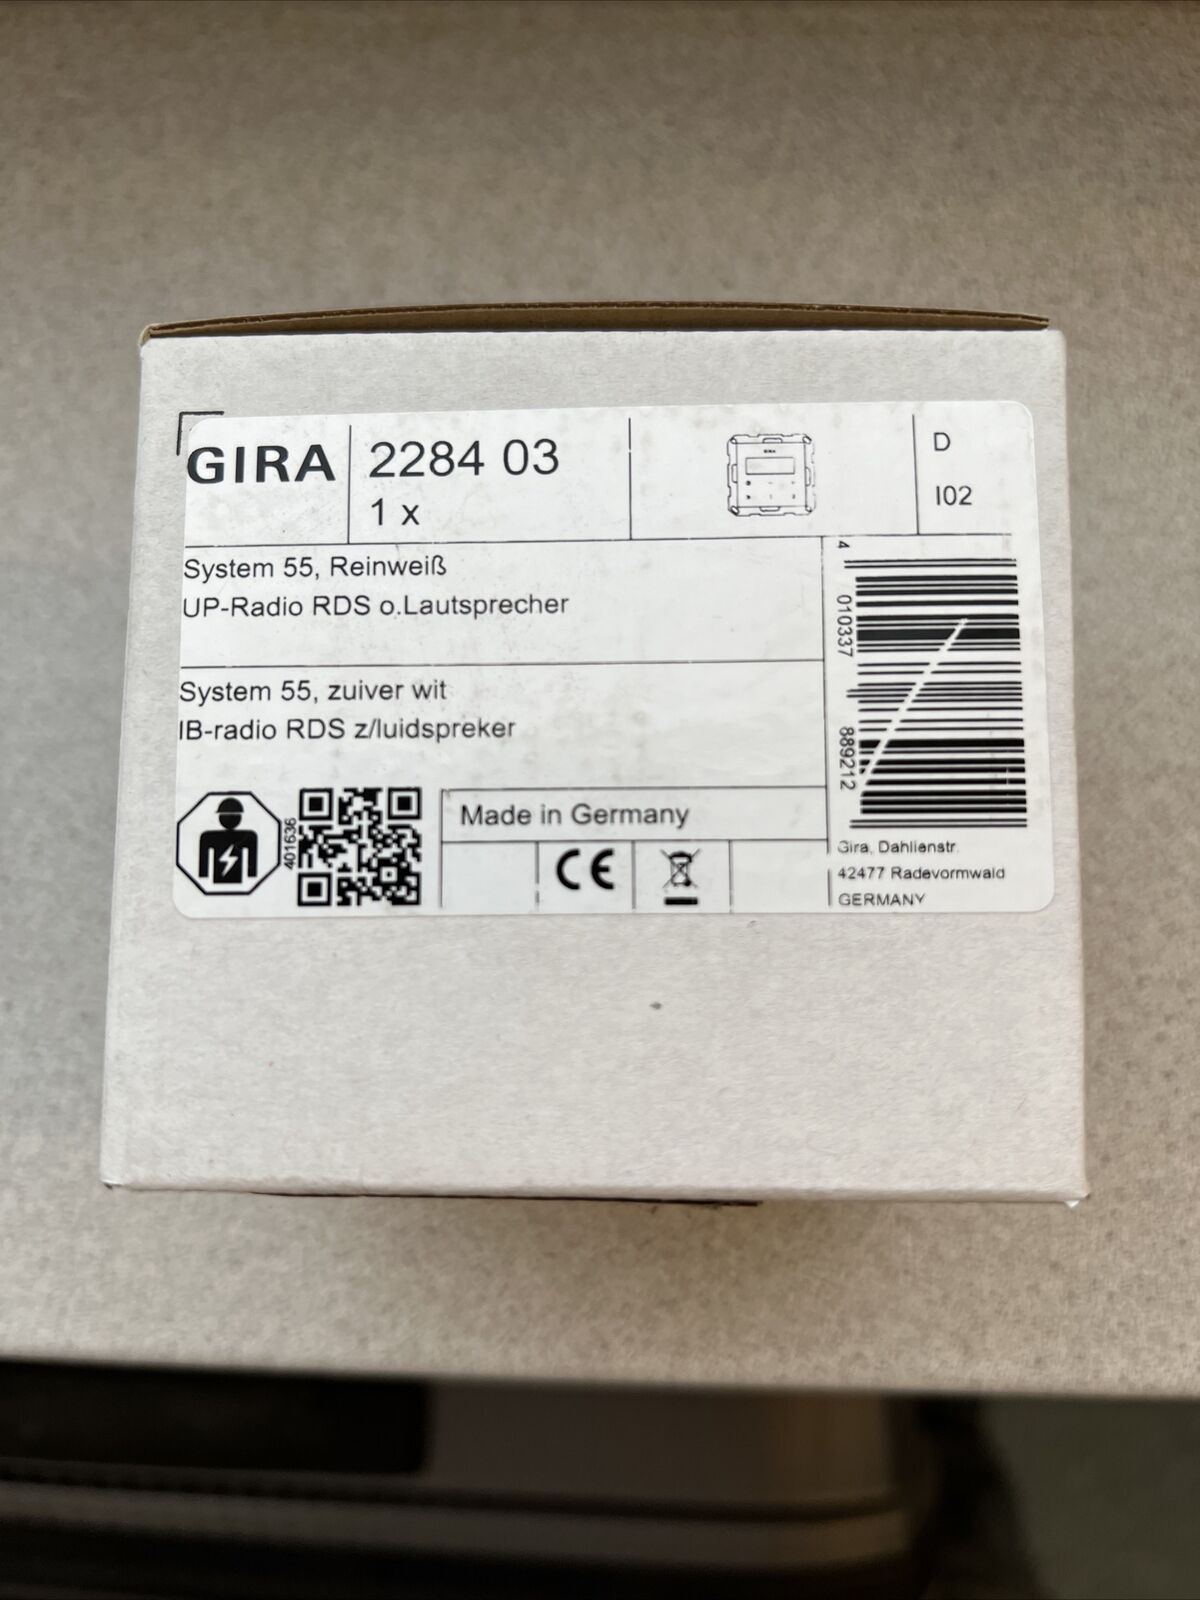 GIRA
2284 03
1 x
GIRA
D
I02
System 55, Reinweiß
UP-Radio RDS o.Lautsprecher
System 55, zuiver wit
IB-radio RDS z/luidspreker
4 010337 889212
401636
Made in Germany
CE
Gira, Dahlienstr.
42477 Radevormwald
GERMANY